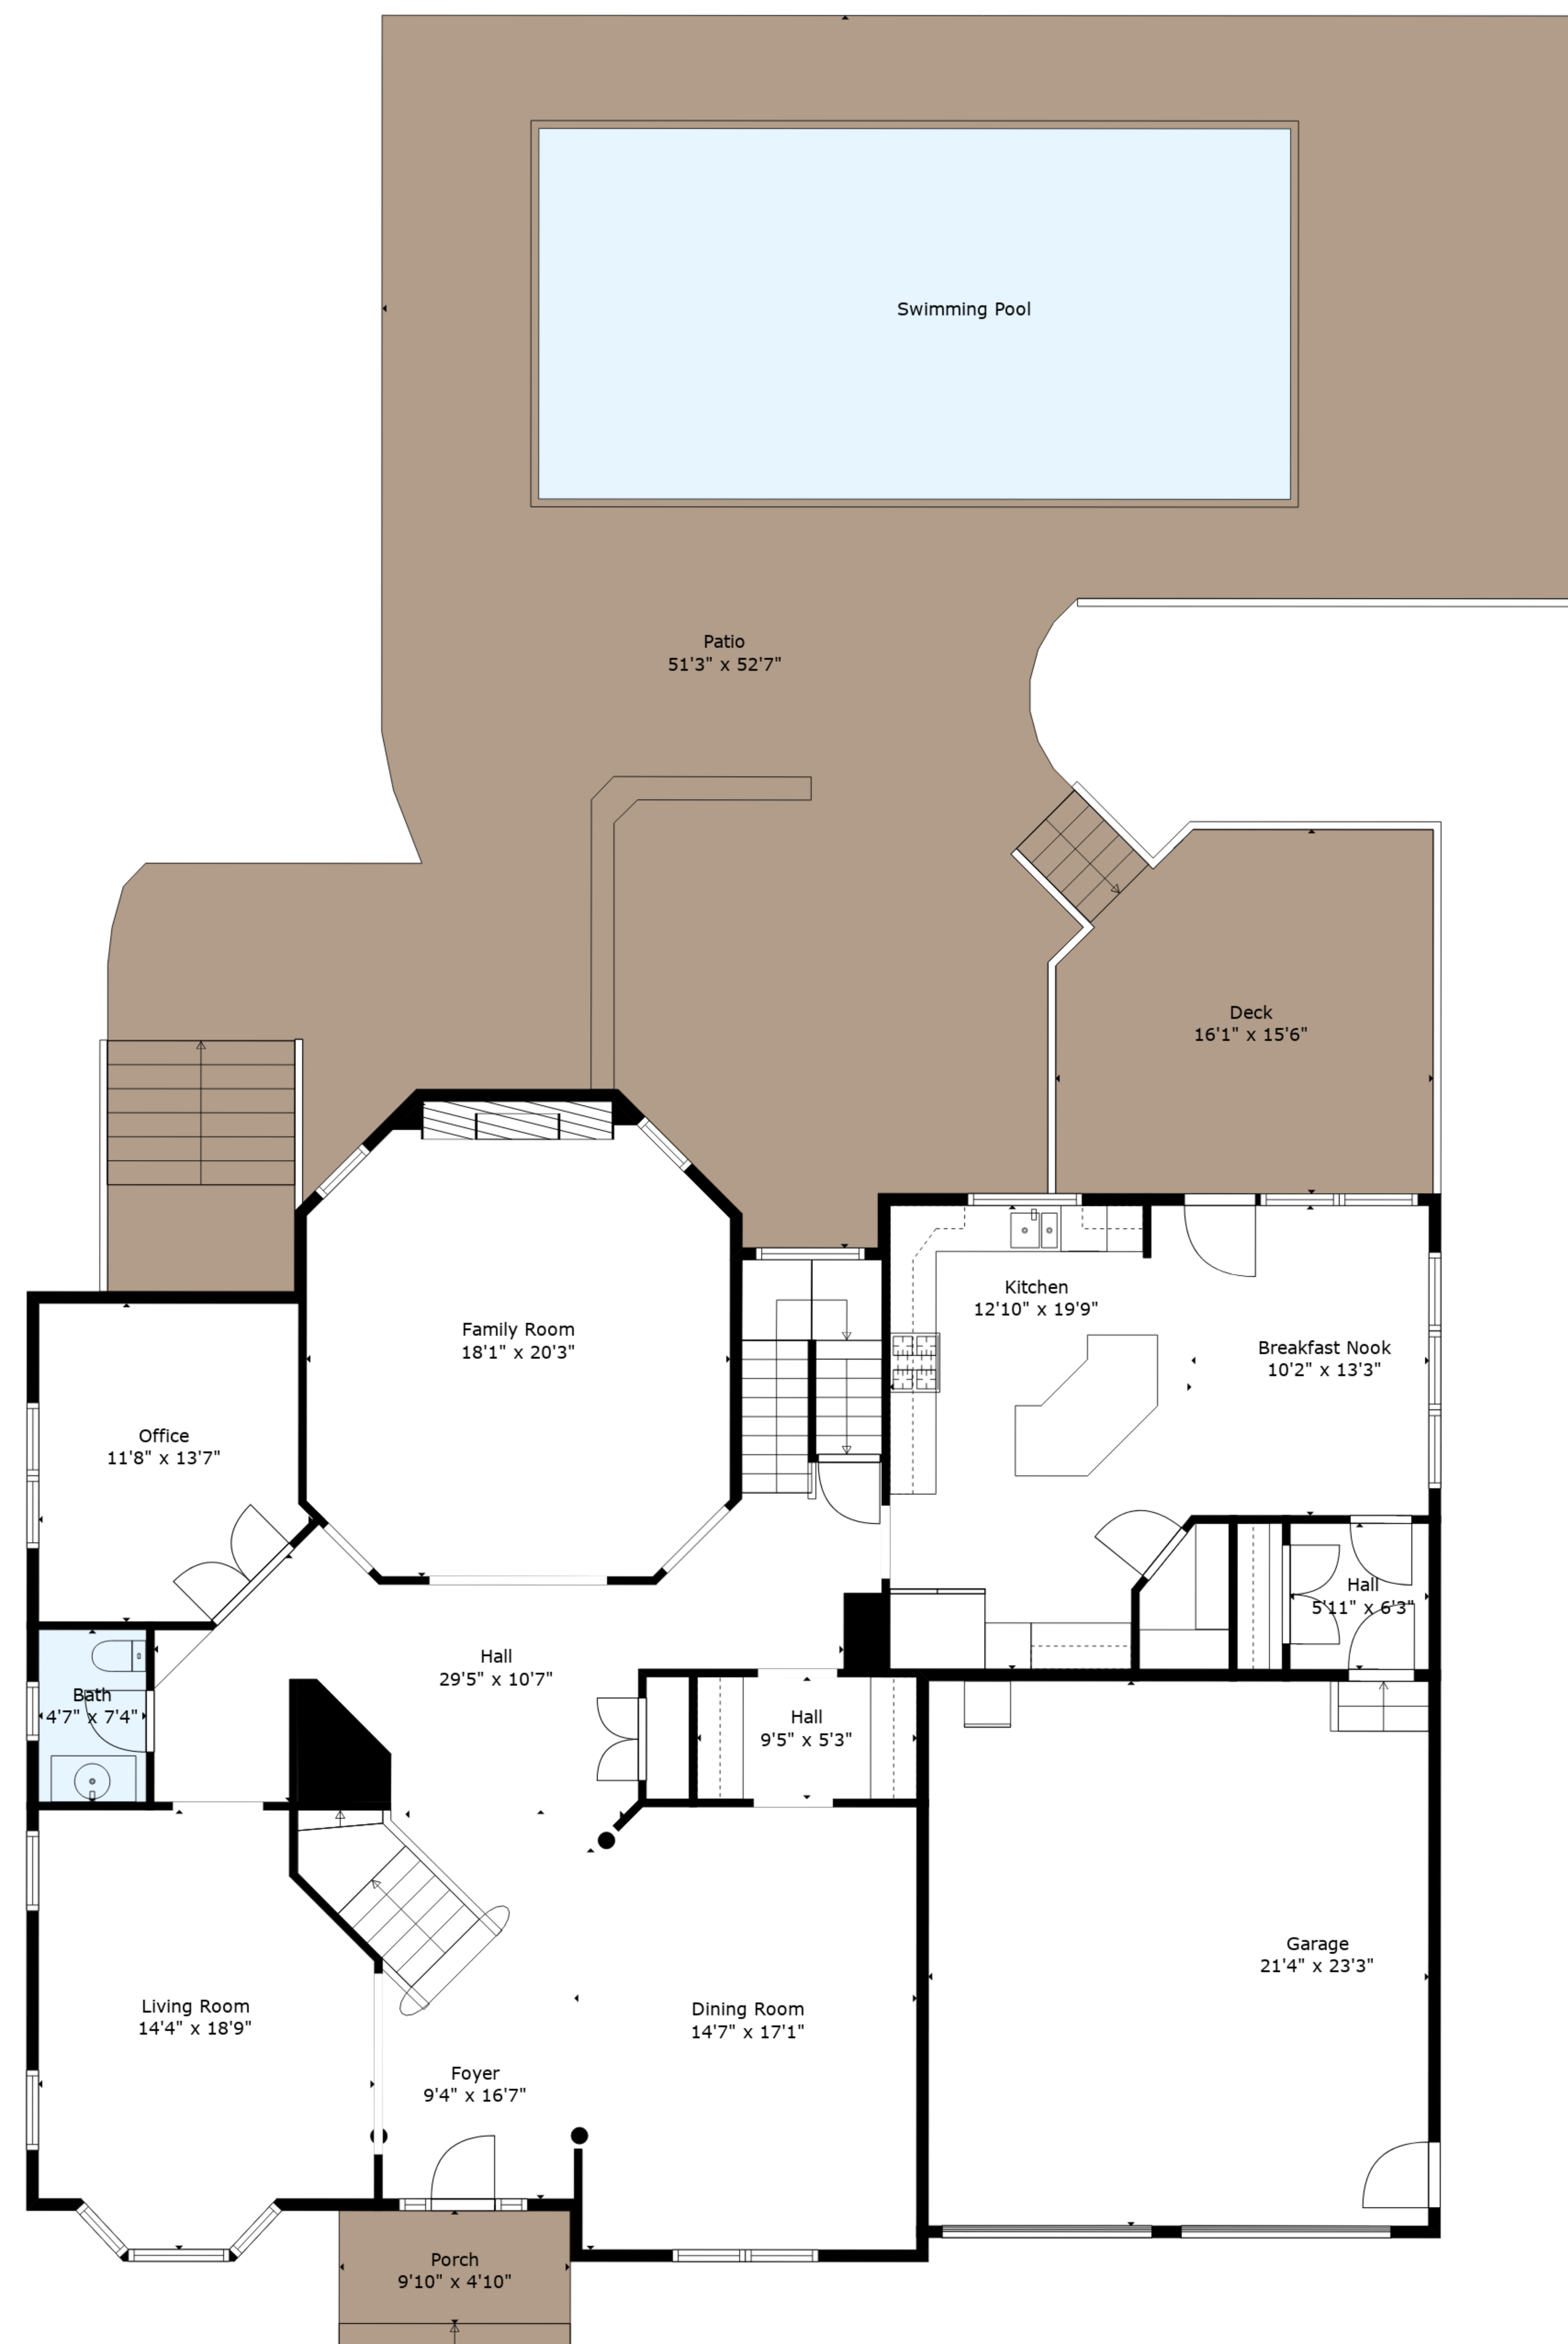 Swimming Pool
Patio
51'3" x 52'7"
Deck
16'1" x 15'6"
Kitchen
12'10" x 19'9"
Family Room
18'1" x 20'3"
Breakfast Nook
10'2" x 13'3"
Office
11'8" x 13'7"
Hall
5'11" x 6'3"
Hall
29'5" x 10'7"
Bath
4'7" x 7'4"
Hall
9'5" x 5'3"
Garage
21'4" x 23'3"
Living Room
14'4" x 18'9"
Dining Room
14'7" x 17'1"
Foyer
9'4" x 16'7"
Porch
9'10" x 4'10"